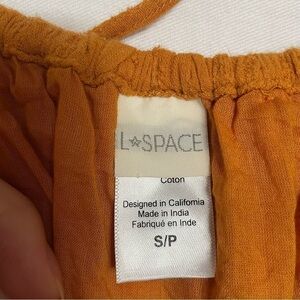 L☆SPACE
Coton
Designed in California
Made in India
Fabriqué en Inde
S/P